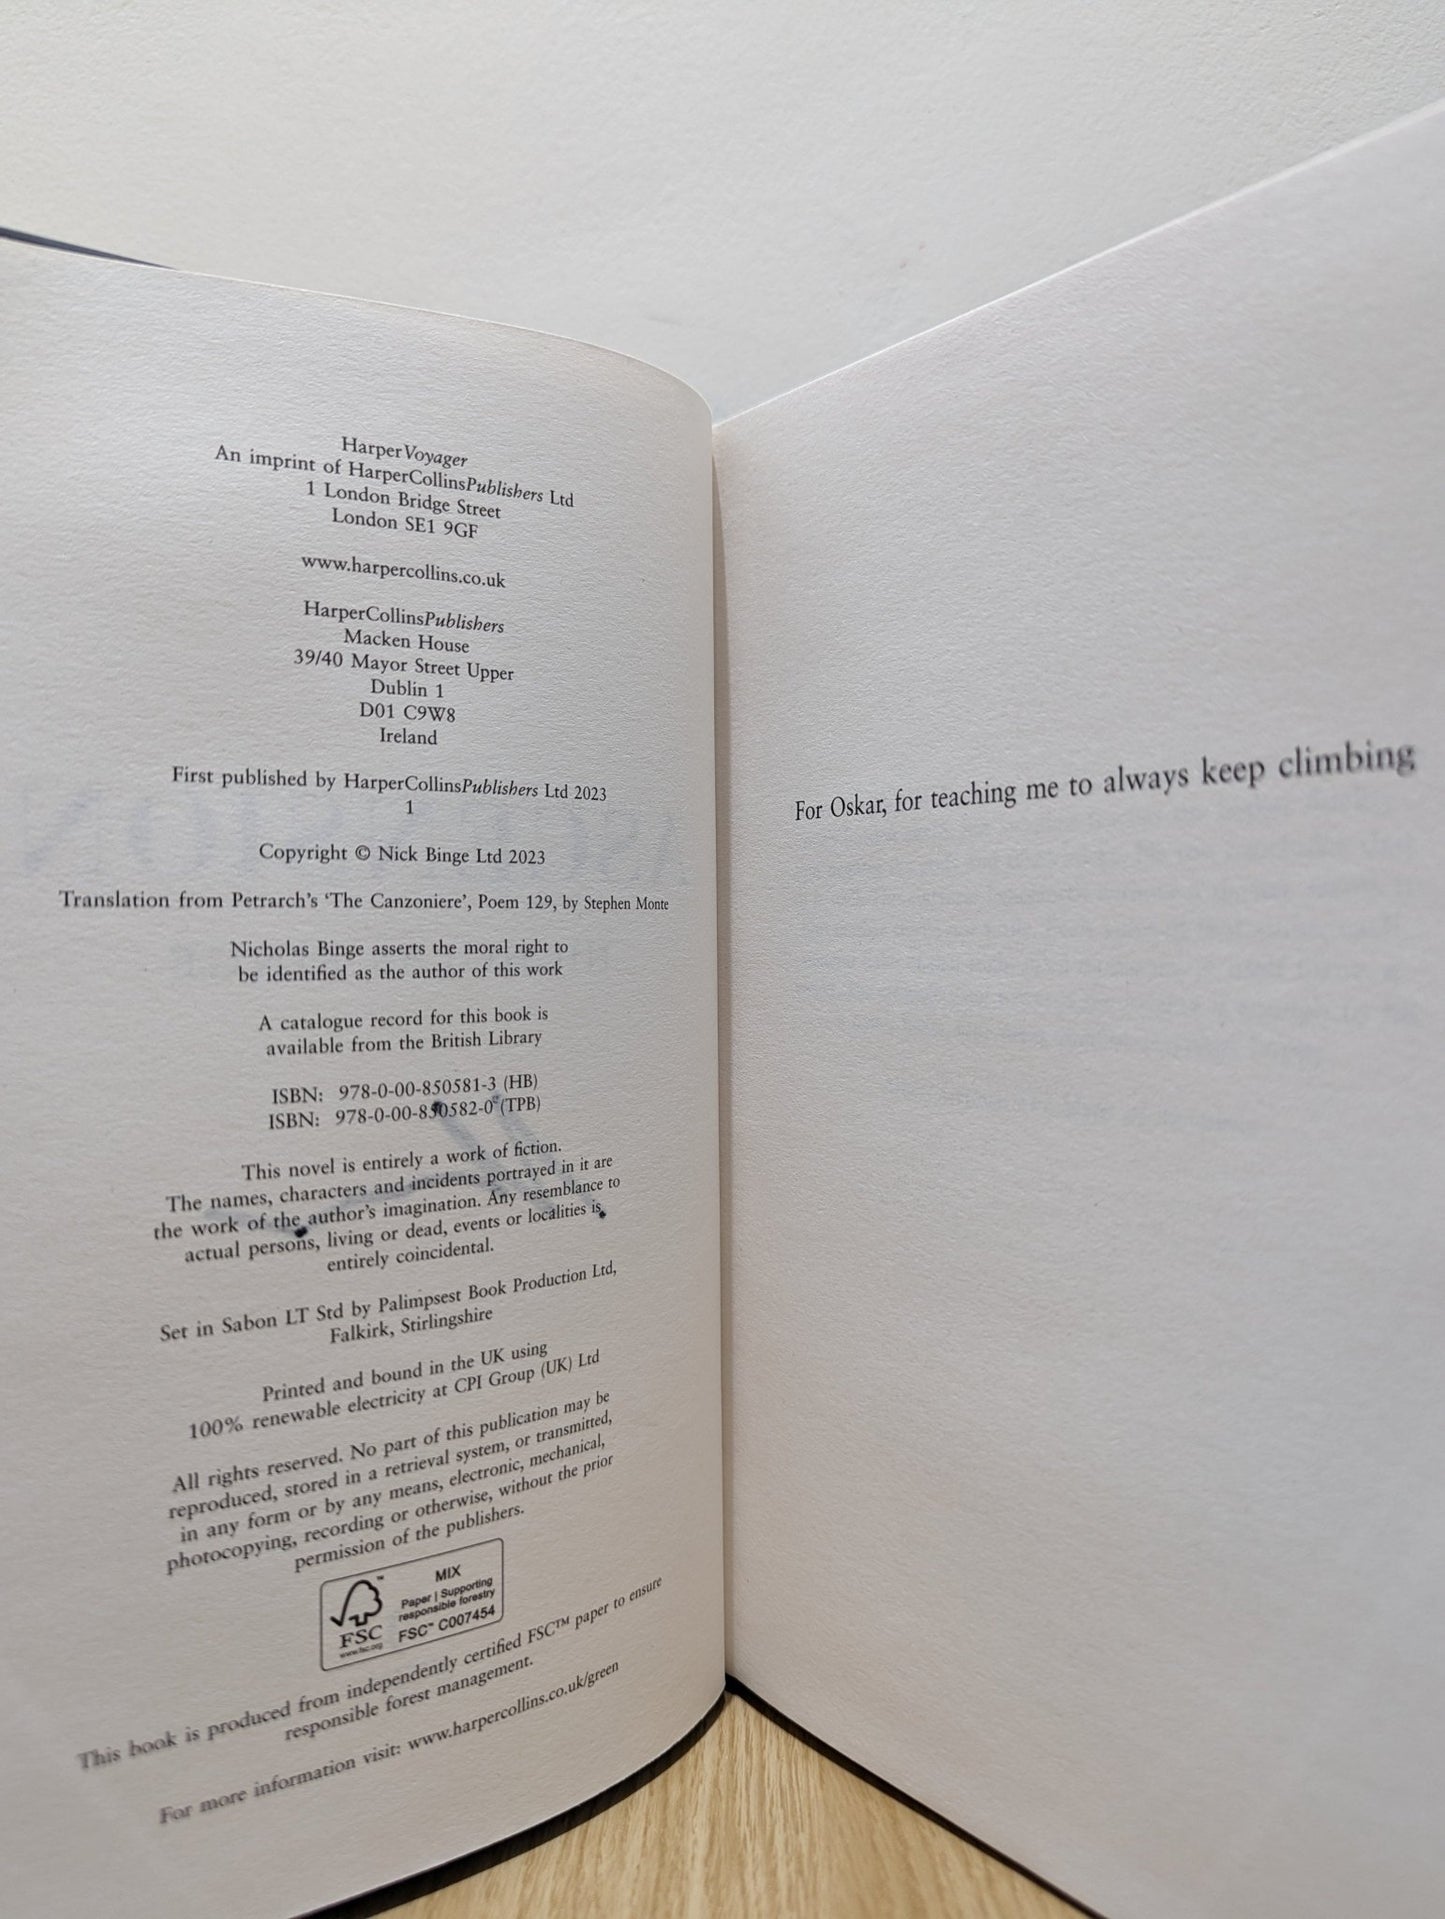 HarperVoyager
An imprint of HarperCollinsPublishers Ltd
1 London Bridge Street
London SE1 9GF
www.harpercollins.co.uk
HarperCollinsPublishers
Macken House
39/40 Mayor Street Upper
Dublin 1
D01 C9W8
Ireland
First published by HarperCollinsPublishers Ltd 2023
1
Copyright © Nick Binge Ltd 2023
Translation from Petrarch's 'The Canzoniere', Poem 129, by Stephen Monte
Nicholas Binge asserts the moral right to
be identified as the author of this work
A catalogue record for this book is
available from the British Library
ISBN: 978-0-00-850581-3 (HB)
ISBN: 978-0-00-850582-0 (TPB)
This novel is entirely a work of fiction.
The names, characters and incidents portrayed in it are
the work of the author's imagination. Any resemblance to
actual persons, living or dead, events or localities is
entirely coincidental.
Set in Sabon LT Std by Palimpsest Book Production Ltd,
Falkirk, Stirlingshire
Printed and bound in the UK using
100% renewable electricity at CPI Group (UK) Ltd
All rights reserved. No part of this publication may be
reproduced, stored in a retrieval system, or transmitted,
in any form or by any means, electronic, mechanical,
photocopying, recording or otherwise, without the prior
permission of the publishers.
MIX
Paper | Supporting
responsible forestry
FSC™ C007454
FSC
www.fsc.org
This book is produced from independently certified FSC™ paper to ensure
responsible forest management.
For more information visit: www.harpercollins.co.uk/green
For Oskar, for teaching me to always keep climbing